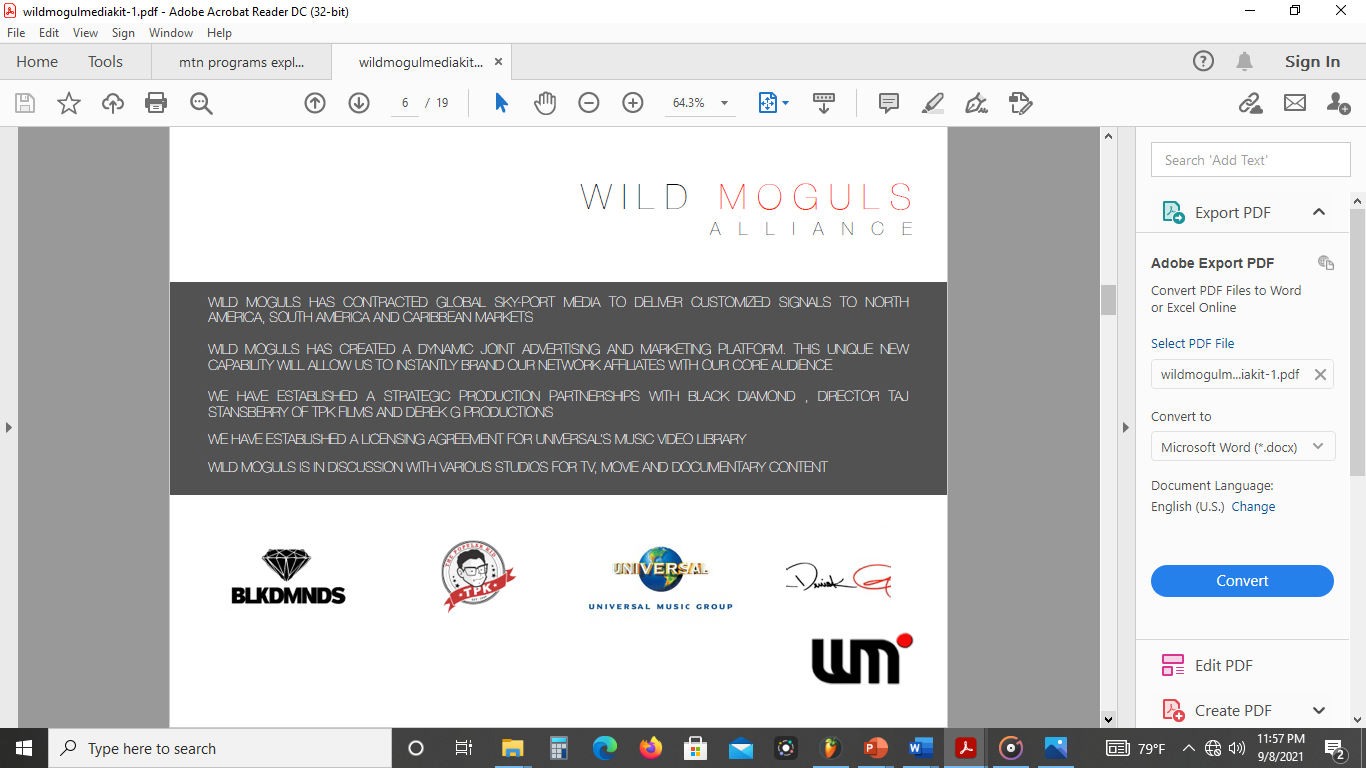 wildmogulmediakit-1.pdf - Adobe Acrobat Reader DC (32-bit)
File Edit View Sign Window Help
Home Tools mtn programs expl... wildmogulmediakit... × Sign In
6 / 19 64.3%
WILD MOGULS
ALLIANCE
WILD MOGULS HAS CONTRACTED GLOBAL SKY-PORT MEDIA TO DELIVER CUSTOMIZED SIGNALS TO NORTH
AMERICA, SOUTH AMERICA AND CARIBBEAN MARKETS
WILD MOGULS HAS CREATED A DYNAMIC JOINT ADVERTISING AND MARKETING PLATFORM. THIS UNIQUE NEW
CAPABILITY WILL ALLOW US TO INSTANTLY BRAND OUR NETWORK AFFILIATES WITH OUR CORE AUDIENCE
WE HAVE ESTABLISHED A STRATEGIC PRODUCTION PARTNERSHIPS WITH BLACK DIAMOND , DIRECTOR TAJ
STANSBERRY OF TPK FILMS AND DEREK G PRODUCTIONS
WE HAVE ESTABLISHED A LICENSING AGREEMENT FOR UNIVERSAL'S MUSIC VIDEO LIBRARY
WILD MOGULS IS IN DISCUSSION WITH VARIOUS STUDIOS FOR TV, MOVIE AND DOCUMENTARY CONTENT
BLKDMNDS
THE POPULAR KID
TPK
UNIVERSAL
UNIVERSAL MUSIC GROUP
G
wm
Search 'Add Text'
Export PDF
Adobe Export PDF
Convert PDF Files to Word
or Excel Online
Select PDF File
wildmogulm...iakit-1.pdf
Convert to
Microsoft Word (*.docx)
Document Language:
English (U.S.) Change
Convert
Edit PDF
Create PDF
Type here to search
79°F
11:57 PM
9/8/2021
2